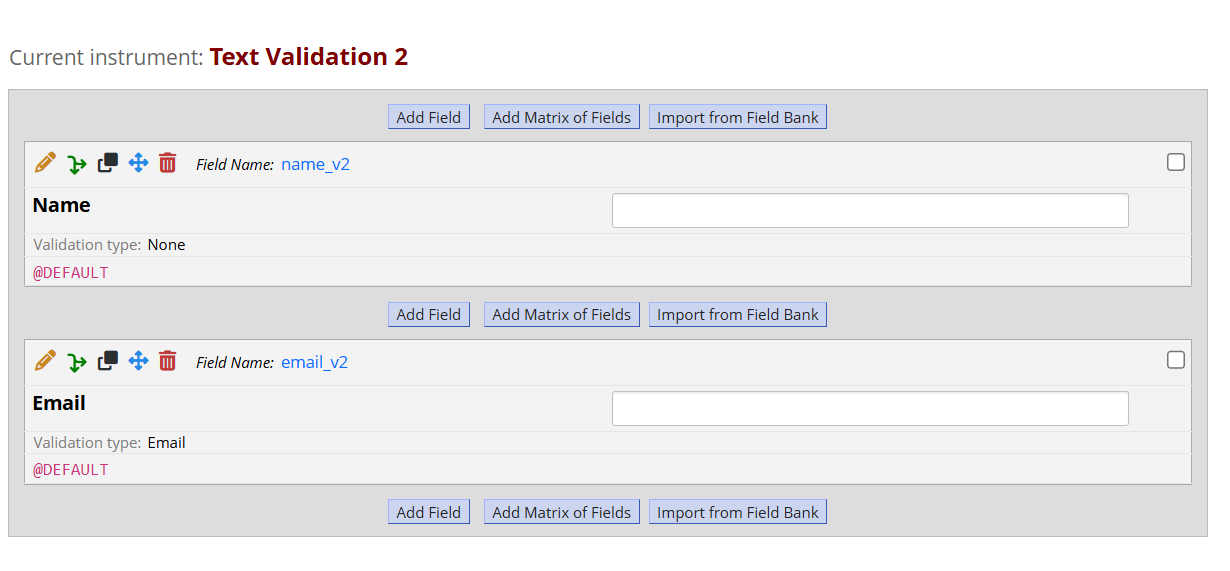 Current instrument: Text Validation 2
Add Field Add Matrix of Fields Import from Field Bank
Field Name: name_v2
Name
Validation type: None
@DEFAULT
Add Field Add Matrix of Fields Import from Field Bank
Field Name: email_v2
Email
Validation type: Email
@DEFAULT
Add Field Add Matrix of Fields Import from Field Bank